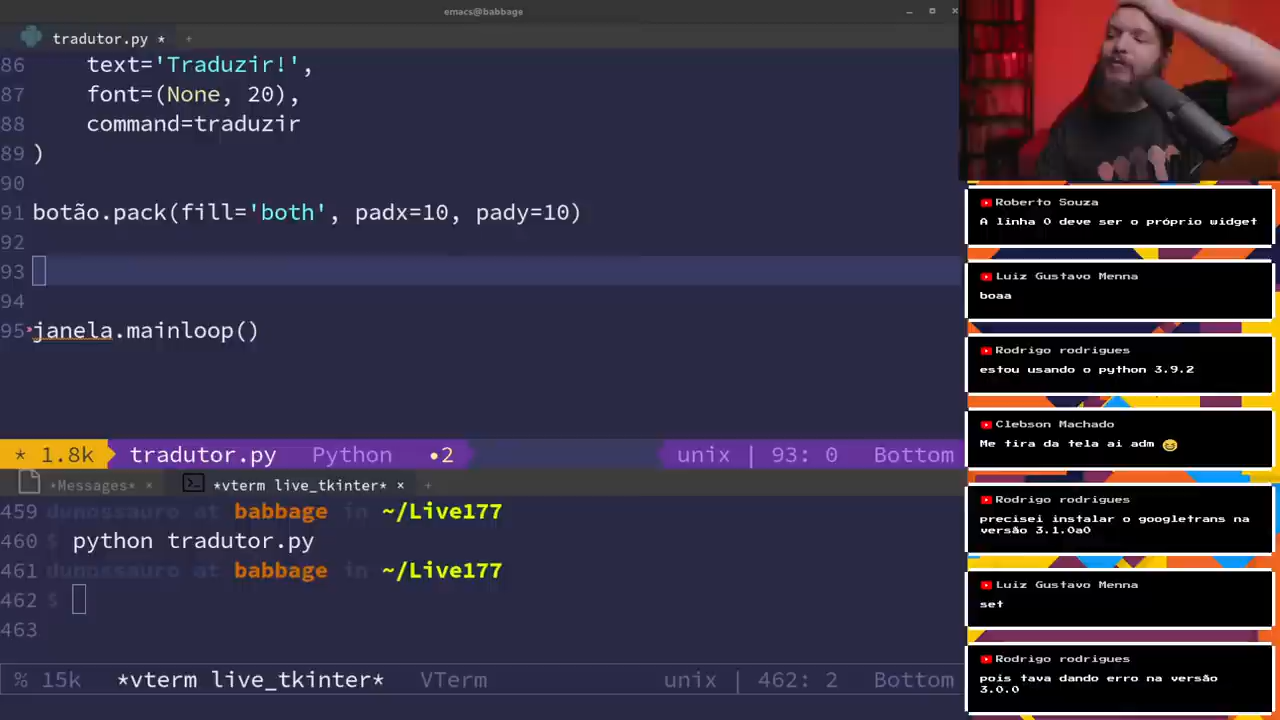 emacs@babbage
tradutor.py *
86 text='Traduzir!',
87 font=(None, 20),
88 command=traduzir
89 )
90
91 botão.pack(fill='both', padx=10, pady=10)
92
93
94
95 janela.mainloop()
* 1.8k tradutor.py Python •2 unix | 93: 0 Bottom
*Messages* × *vterm live_tkinter* × +
459 dunossauro at babbage in ~/Live177
460 $ python tradutor.py
461 dunossauro at babbage in ~/Live177
462 $
463
% 15k *vterm live_tkinter* VTerm unix | 462: 2 Bottom
Roberto Souza
A linha 0 deve ser o próprio widget
Luiz Gustavo Menna
boaa
Rodrigo rodrigues
estou usando o python 3.9.2
Clebson Machado
Me tira da tela ai adm 😆
Rodrigo rodrigues
precisei instalar o googletrans na
versão 3.1.0a0
Luiz Gustavo Menna
set
Rodrigo rodrigues
pois tava dando erro na versão
3.0.0